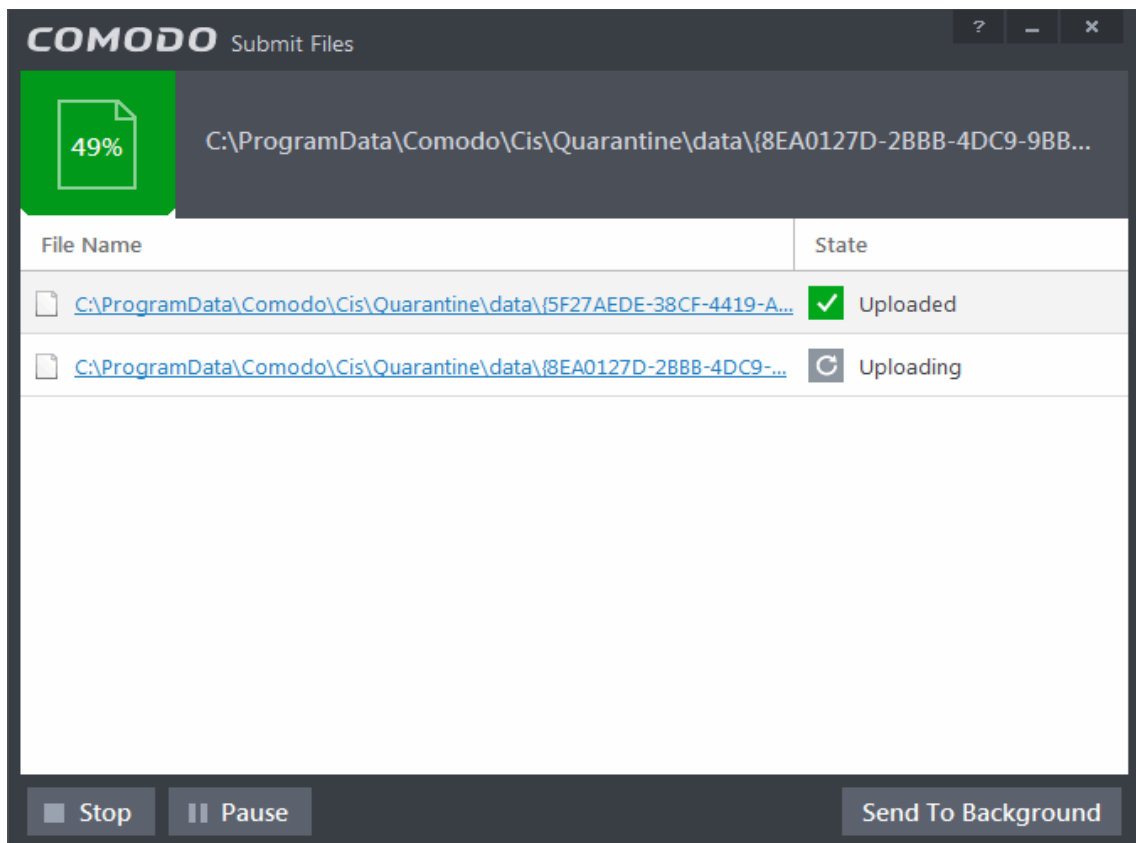 COMODO Submit Files ? – ×
49%
C:\ProgramData\Comodo\Cis\Quarantine\data\{8EA0127D-2BBB-4DC9-9BB...
File Name State
C:\ProgramData\Comodo\Cis\Quarantine\data\{5F27AEDE-38CF-4419-A... Uploaded
C:\ProgramData\Comodo\Cis\Quarantine\data\{8EA0127D-2BBB-4DC9-... Uploading
Stop Pause Send To Background